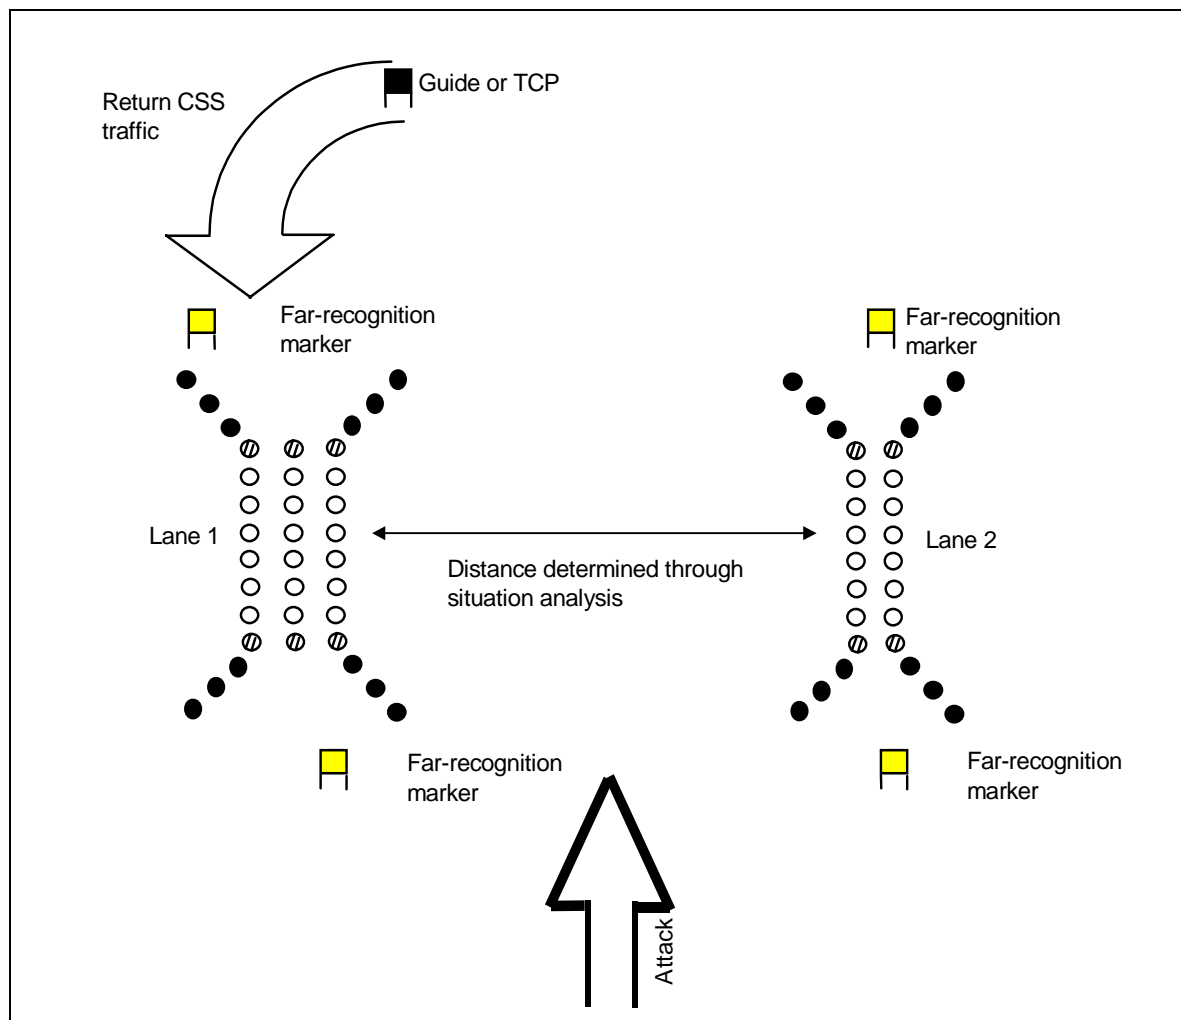 Guide or TCP
Return CSS
traffic
Far-recognition
marker
Far-recognition
marker
Lane 1
Lane 2
Distance determined through
situation analysis
Far-recognition
marker
Far-recognition
marker
Attack